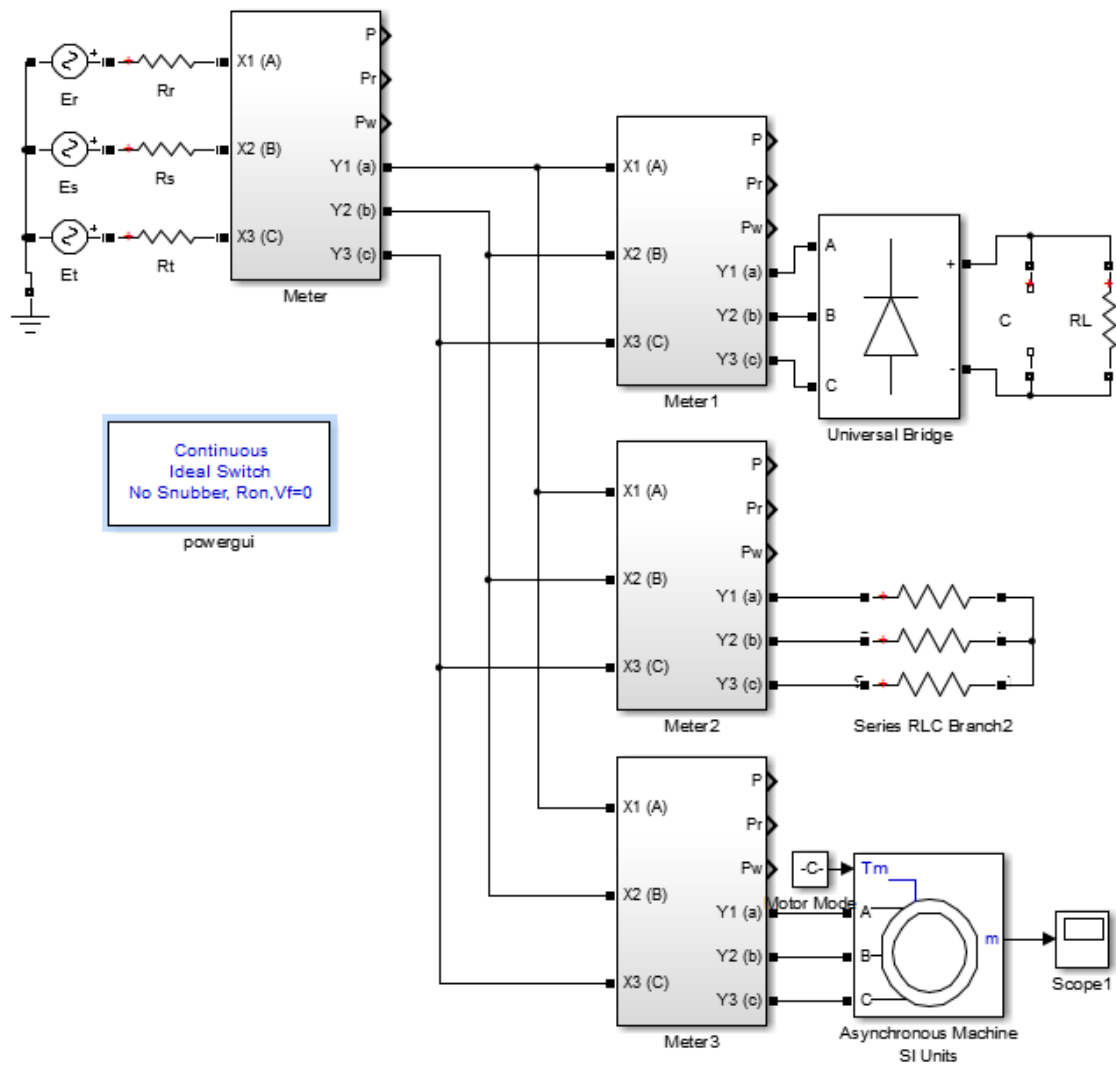 Er
Rr
Es
Rs
Et
Rt
X1 (A)
X2 (B)
X3 (C)
P
Pr
Pw
Y1 (a)
Y2 (b)
Y3 (c)
Meter
X1 (A)
X2 (B)
X3 (C)
P
Pr
Pw
Y1 (a)
Y2 (b)
Y3 (c)
Meter1
A
B
C
+
-
Universal Bridge
C
RL
Continuous
Ideal Switch
No Snubber, Ron,Vf=0
powergui
X1 (A)
X2 (B)
X3 (C)
P
Pr
Pw
Y1 (a)
Y2 (b)
Y3 (c)
Meter2
Series RLC Branch2
X1 (A)
X2 (B)
X3 (C)
P
Pr
Pw
Y1 (a)
Y2 (b)
Y3 (c)
Meter3
-C-
Motor Mode
Tm
A
B
C
m
Asynchronous Machine
SI Units
Scope1